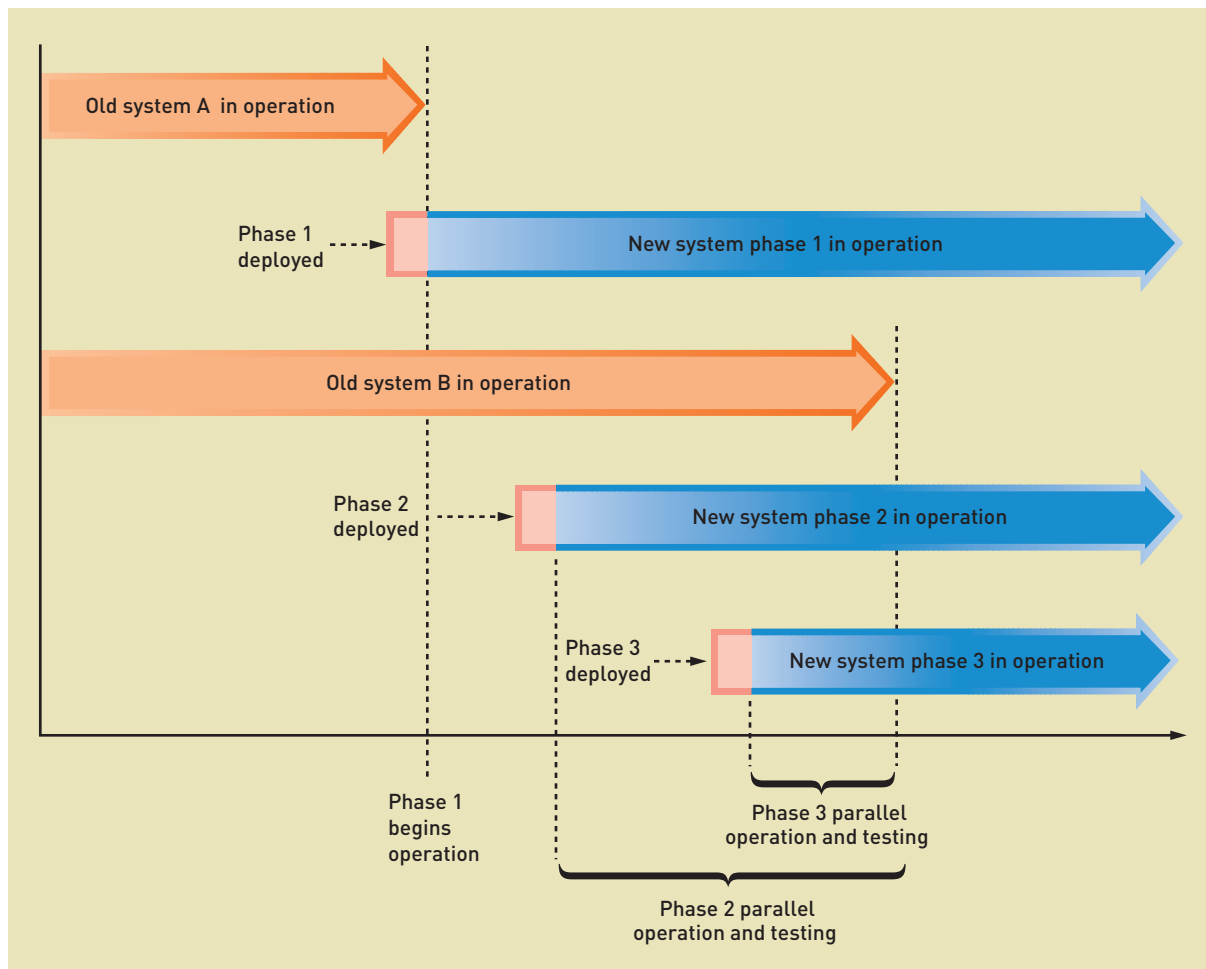 Old system A in operation
Phase 1
deployed
New system phase 1 in operation
Old system B in operation
Phase 2
deployed
New system phase 2 in operation
Phase 3
deployed
New system phase 3 in operation
Phase 1
begins
operation
Phase 3 parallel
operation and testing
Phase 2 parallel
operation and testing